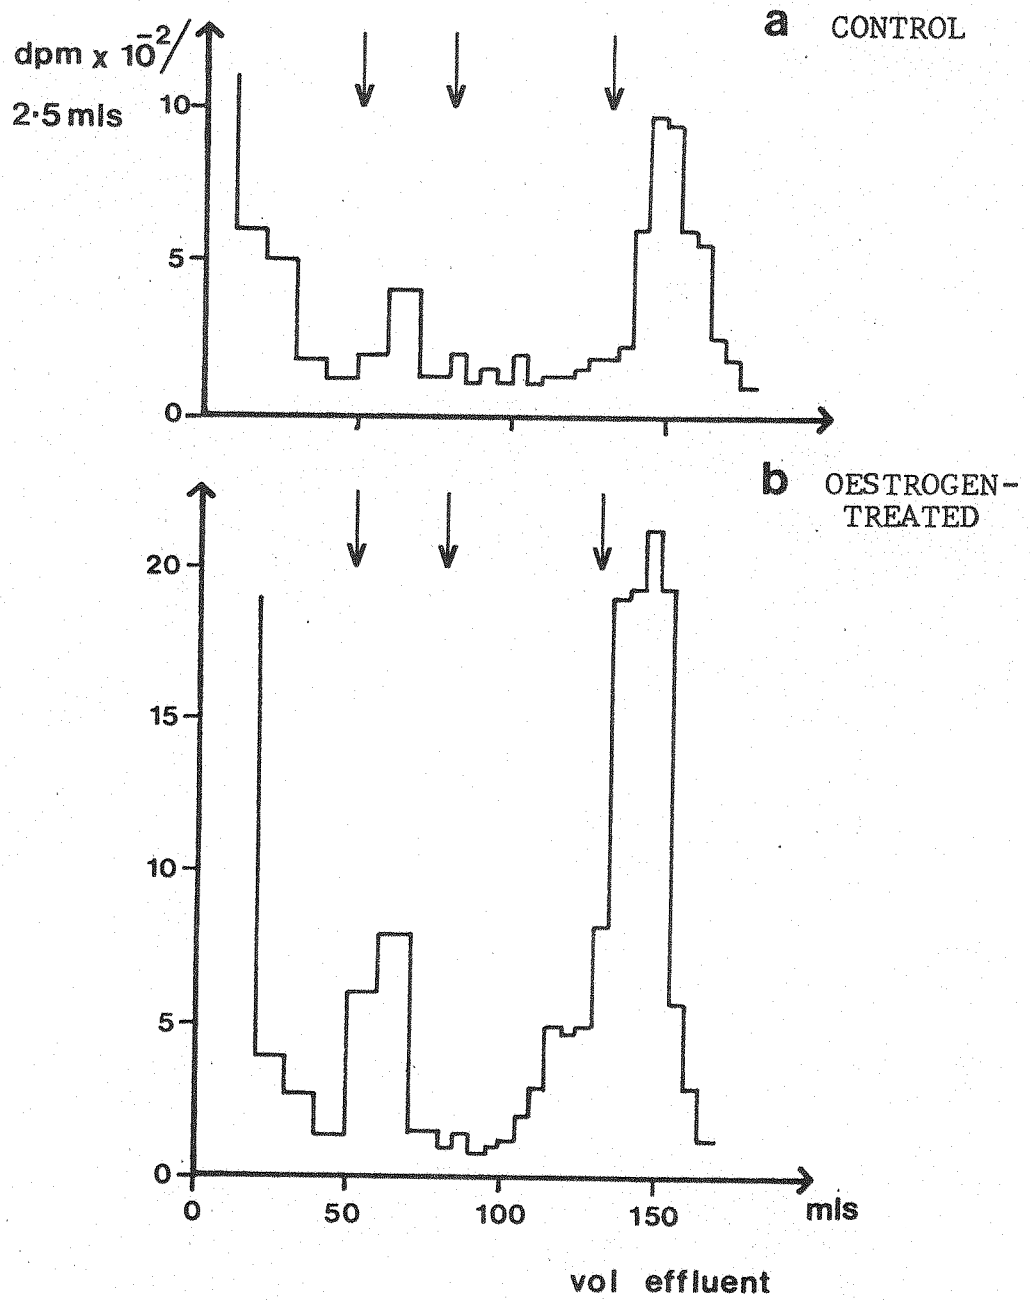 a CONTROL
dpm x 10⁻²/
2·5 mls
10
5
0
b OESTROGEN-
TREATED
20
15
10
5
0
0 50 100 150 mls
vol effluent